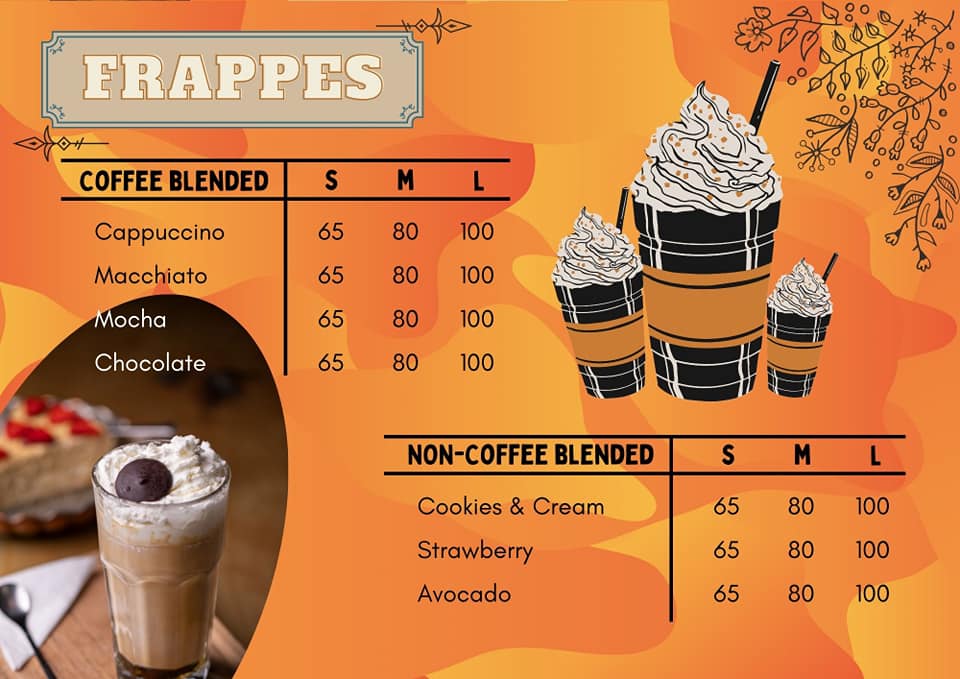 FRAPPES
COFFEE BLENDED S M L
Cappuccino 65 80 100
Macchiato 65 80 100
Mocha 65 80 100
Chocolate 65 80 100
NON-COFFEE BLENDED S M L
Cookies & Cream 65 80 100
Strawberry 65 80 100
Avocado 65 80 100